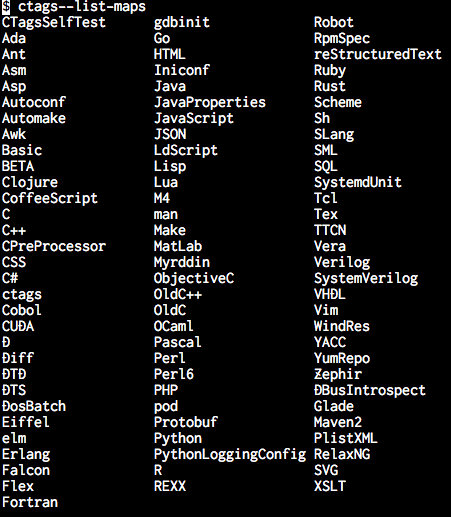 $ ctags--list-maps
CTagsSelfTest gdbinit Robot
Ada Go RpmSpec
Ant HTML reStructuredText
Asm Iniconf Ruby
Asp Java Rust
Autoconf JavaProperties Scheme
Automake JavaScript Sh
Awk JSON SLang
Basic LdScript SML
BETA Lisp SQL
Clojure Lua SystemdUnit
CoffeeScript M4 Tcl
C man Tex
C++ Make TTCN
CPreProcessor MatLab Vera
CSS Myrddin Verilog
C# ObjectiveC SystemVerilog
ctags OldC++ VHĐL
Cobol OldC Vim
CUĐA OCaml WindRes
Đ Pascal YACC
Điff Perl YumRepo
ĐTĐ Perl6 Ƶephir
ĐTS PHP ĐBusIntrospect
ĐosBatch pod Glade
Eiffel Protobuf Maven2
elm Python PlistXML
Erlang PythonLoggingConfig RelaxNG
Falcon R SVG
Flex REXX XSLT
Fortran